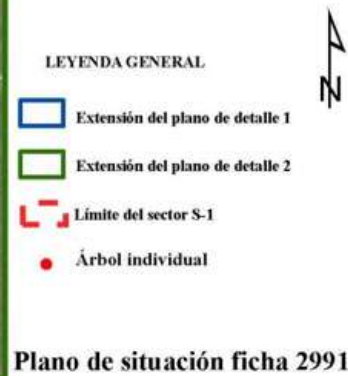 N
LEYENDA GENERAL
Extensión del plano de detalle 1
Extensión del plano de detalle 2
Límite del sector S-1
Árbol individual
Plano de situación ficha 2991